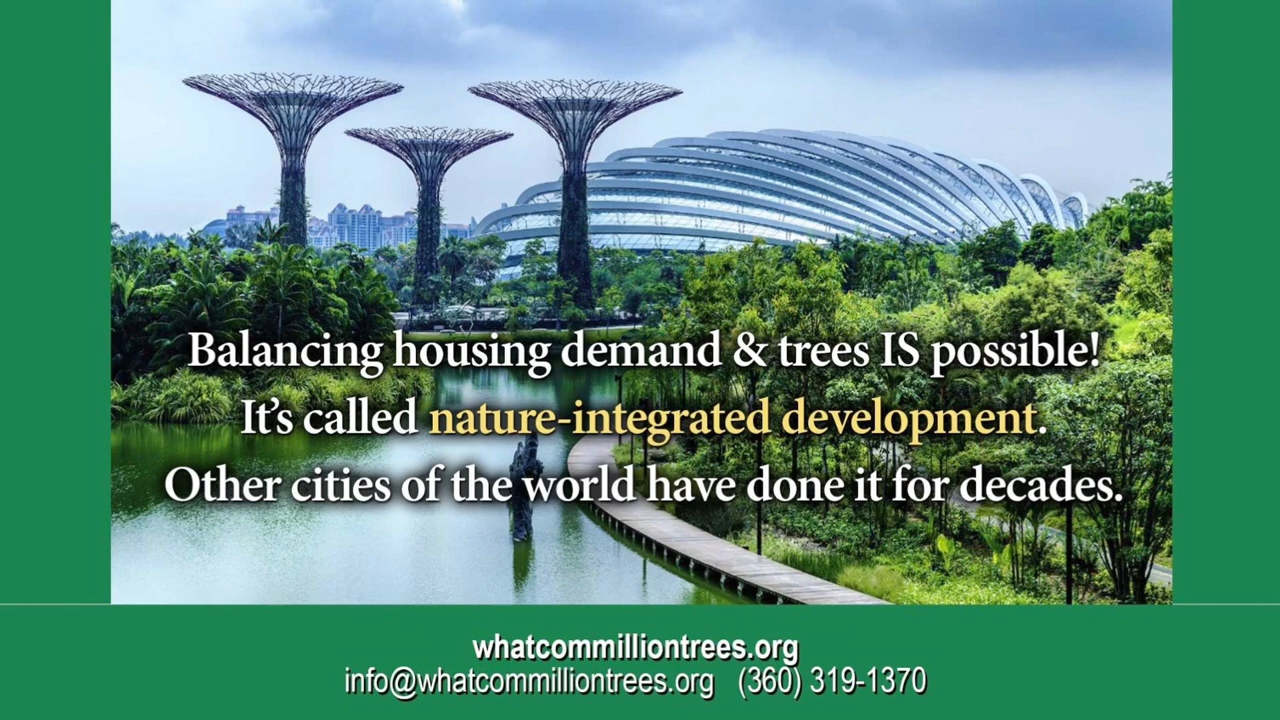 Balancing housing demand & trees IS possible!
It’s called nature-integrated development.
Other cities of the world have done it for decades.
whatcommilliontrees.org
info@whatcommilliontrees.org (360) 319-1370